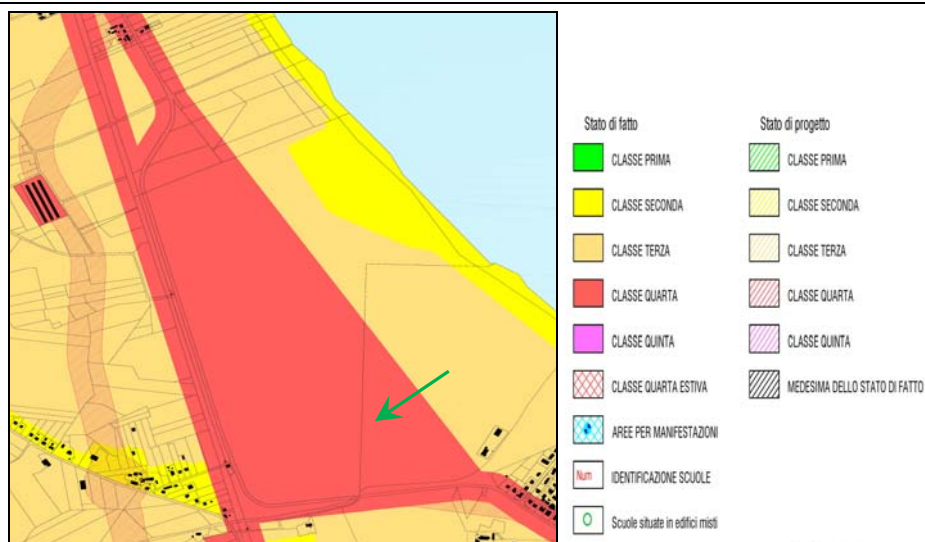 Stato di fatto
CLASSE PRIMA
CLASSE SECONDA
CLASSE TERZA
CLASSE QUARTA
CLASSE QUINTA
CLASSE QUARTA ESTIVA
AREE PER MANIFESTAZIONI
Num IDENTIFICAZIONE SCUOLE
Scuole situate in edifici misti
Stato di progetto
CLASSE PRIMA
CLASSE SECONDA
CLASSE TERZA
CLASSE QUARTA
CLASSE QUINTA
MEDESIMA DELLO STATO DI FATTO